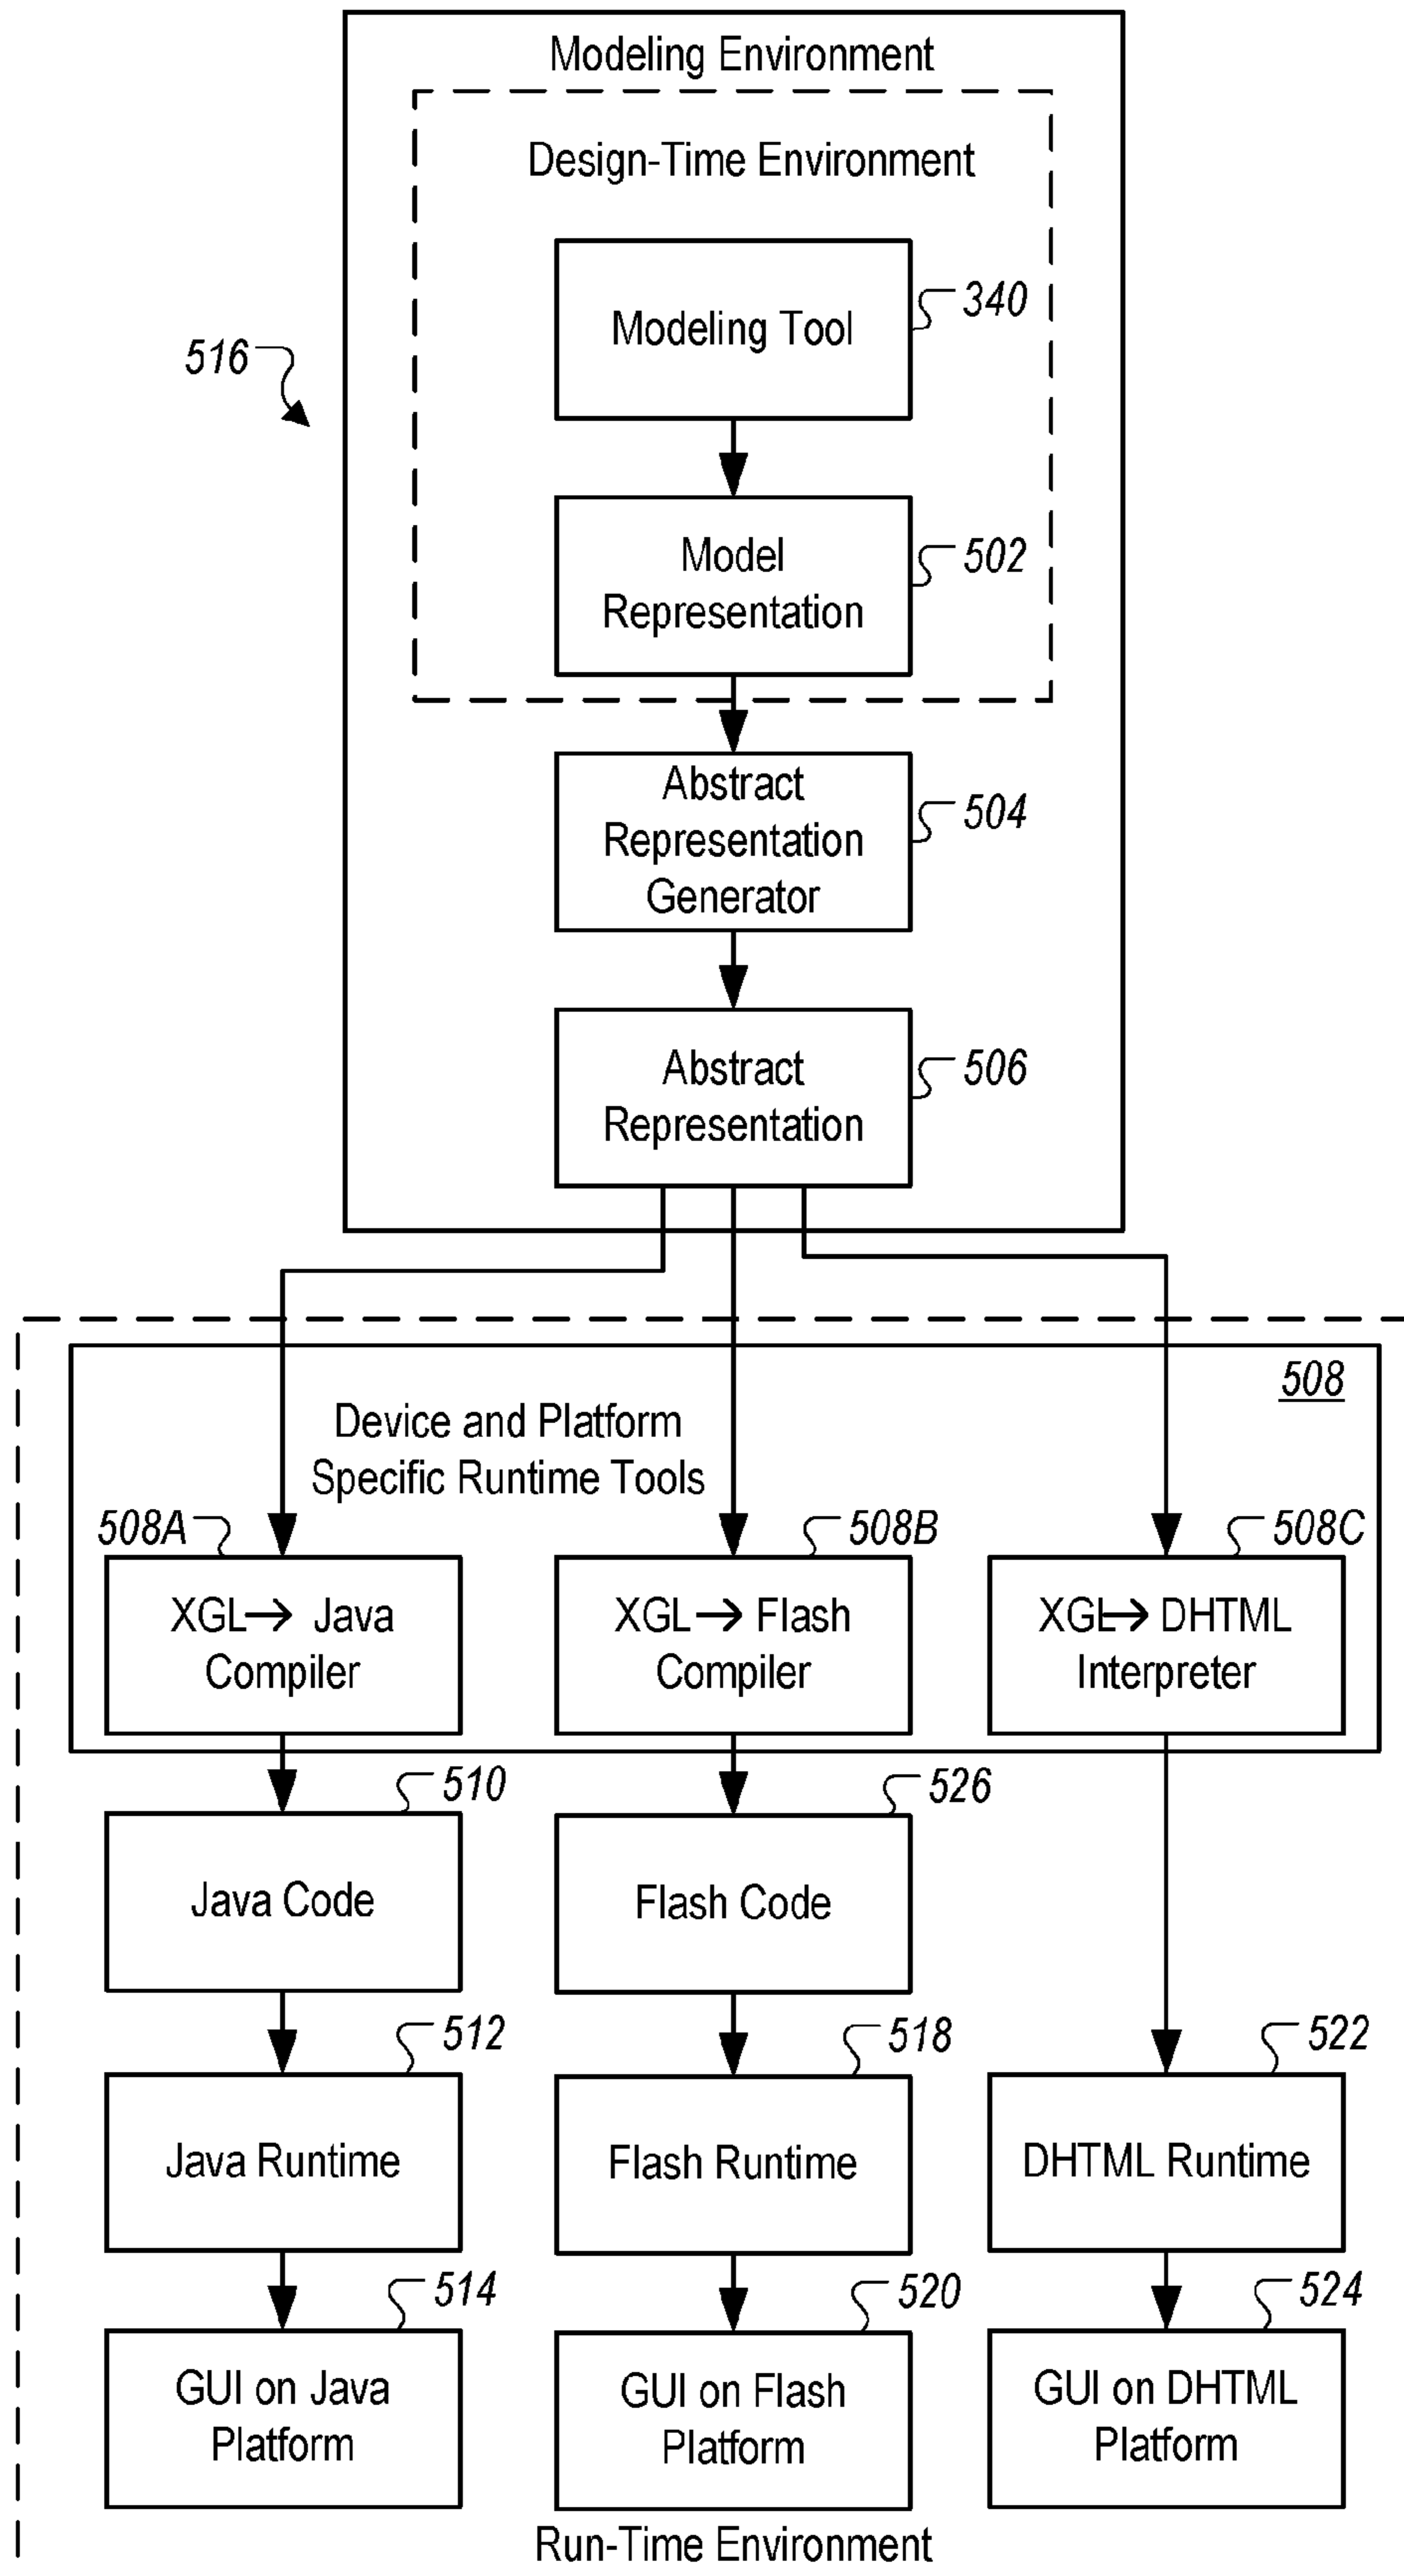 Modeling Environment
Design-Time Environment
Modeling Tool
340
516
Model
Representation
502
Abstract
Representation
Generator
504
Abstract
Representation
506
508
Device and Platform
Specific Runtime Tools
508A
508B
508C
XGL→ Java
Compiler
XGL→ Flash
Compiler
XGL→ DHTML
Interpreter
510
526
Java Code
Flash Code
512
518
522
Java Runtime
Flash Runtime
DHTML Runtime
514
520
524
GUI on Java
Platform
GUI on Flash
Platform
GUI on DHTML
Platform
Run-Time Environment